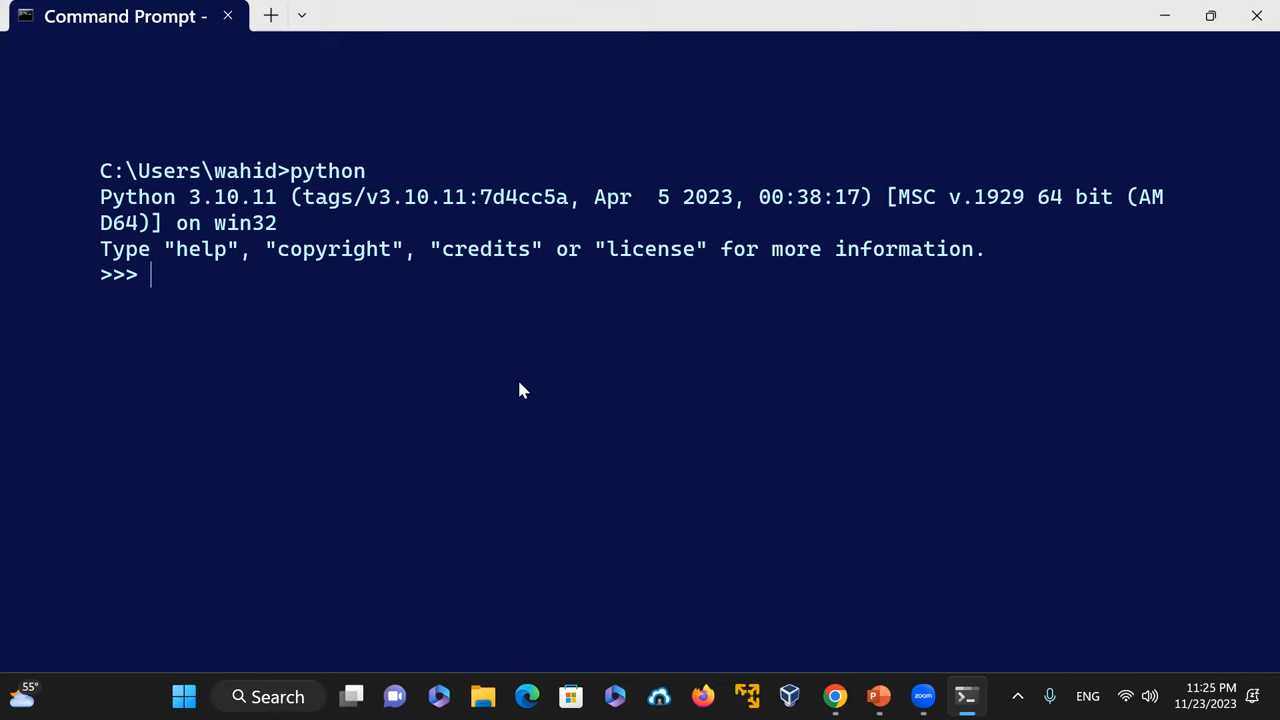 Command Prompt -
C:\Users\wahid>python
Python 3.10.11 (tags/v3.10.11:7d4cc5a, Apr  5 2023, 00:38:17) [MSC v.1929 64 bit (AM
D64)] on win32
Type "help", "copyright", "credits" or "license" for more information.
>>>
55°
Search
zoom
ENG
11:25 PM
11/23/2023